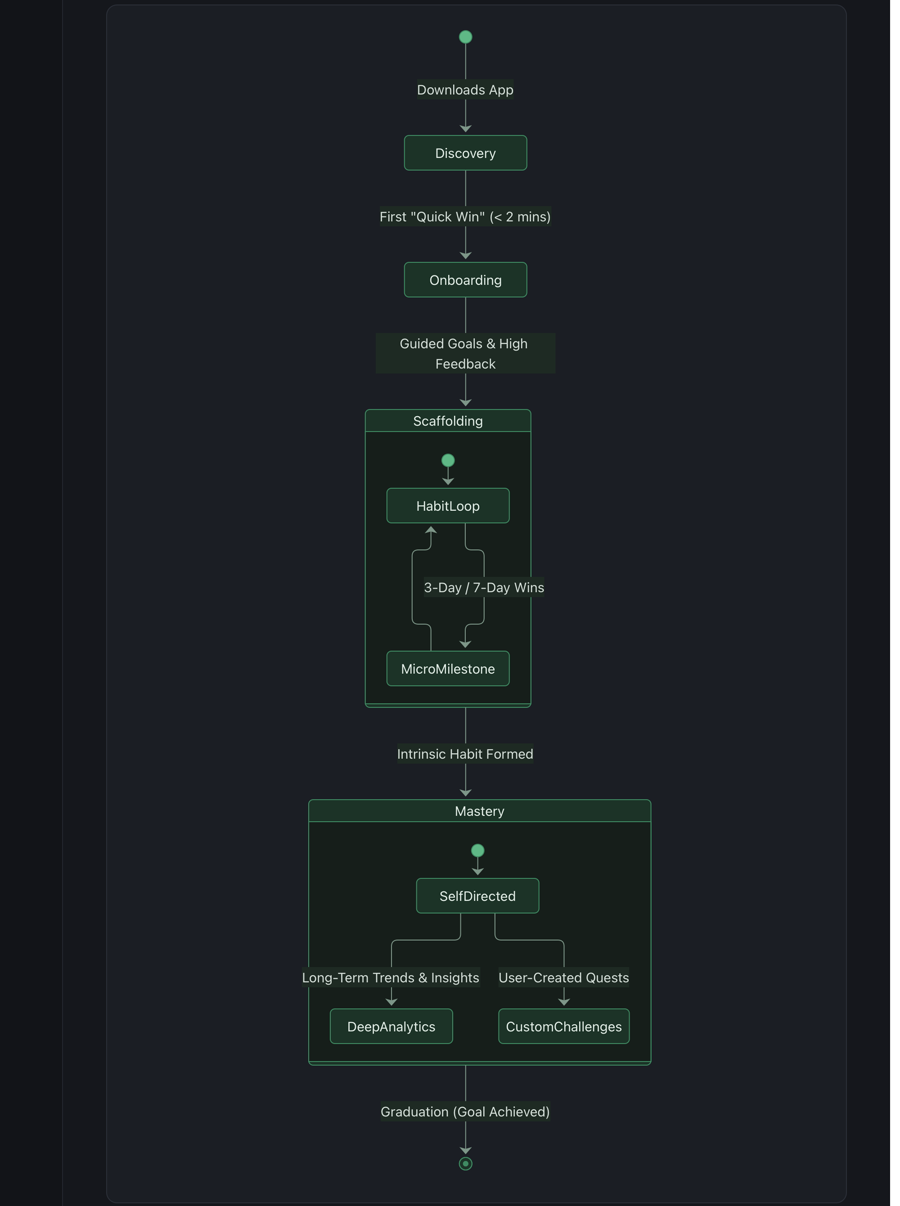 Downloads App
Discovery
First "Quick Win" (< 2 mins)
Onboarding
Guided Goals & High
Feedback
Scaffolding
HabitLoop
3-Day / 7-Day Wins
MicroMilestone
Intrinsic Habit Formed
Mastery
SelfDirected
Long-Term Trends & Insights
User-Created Quests
DeepAnalytics
CustomChallenges
Graduation (Goal Achieved)